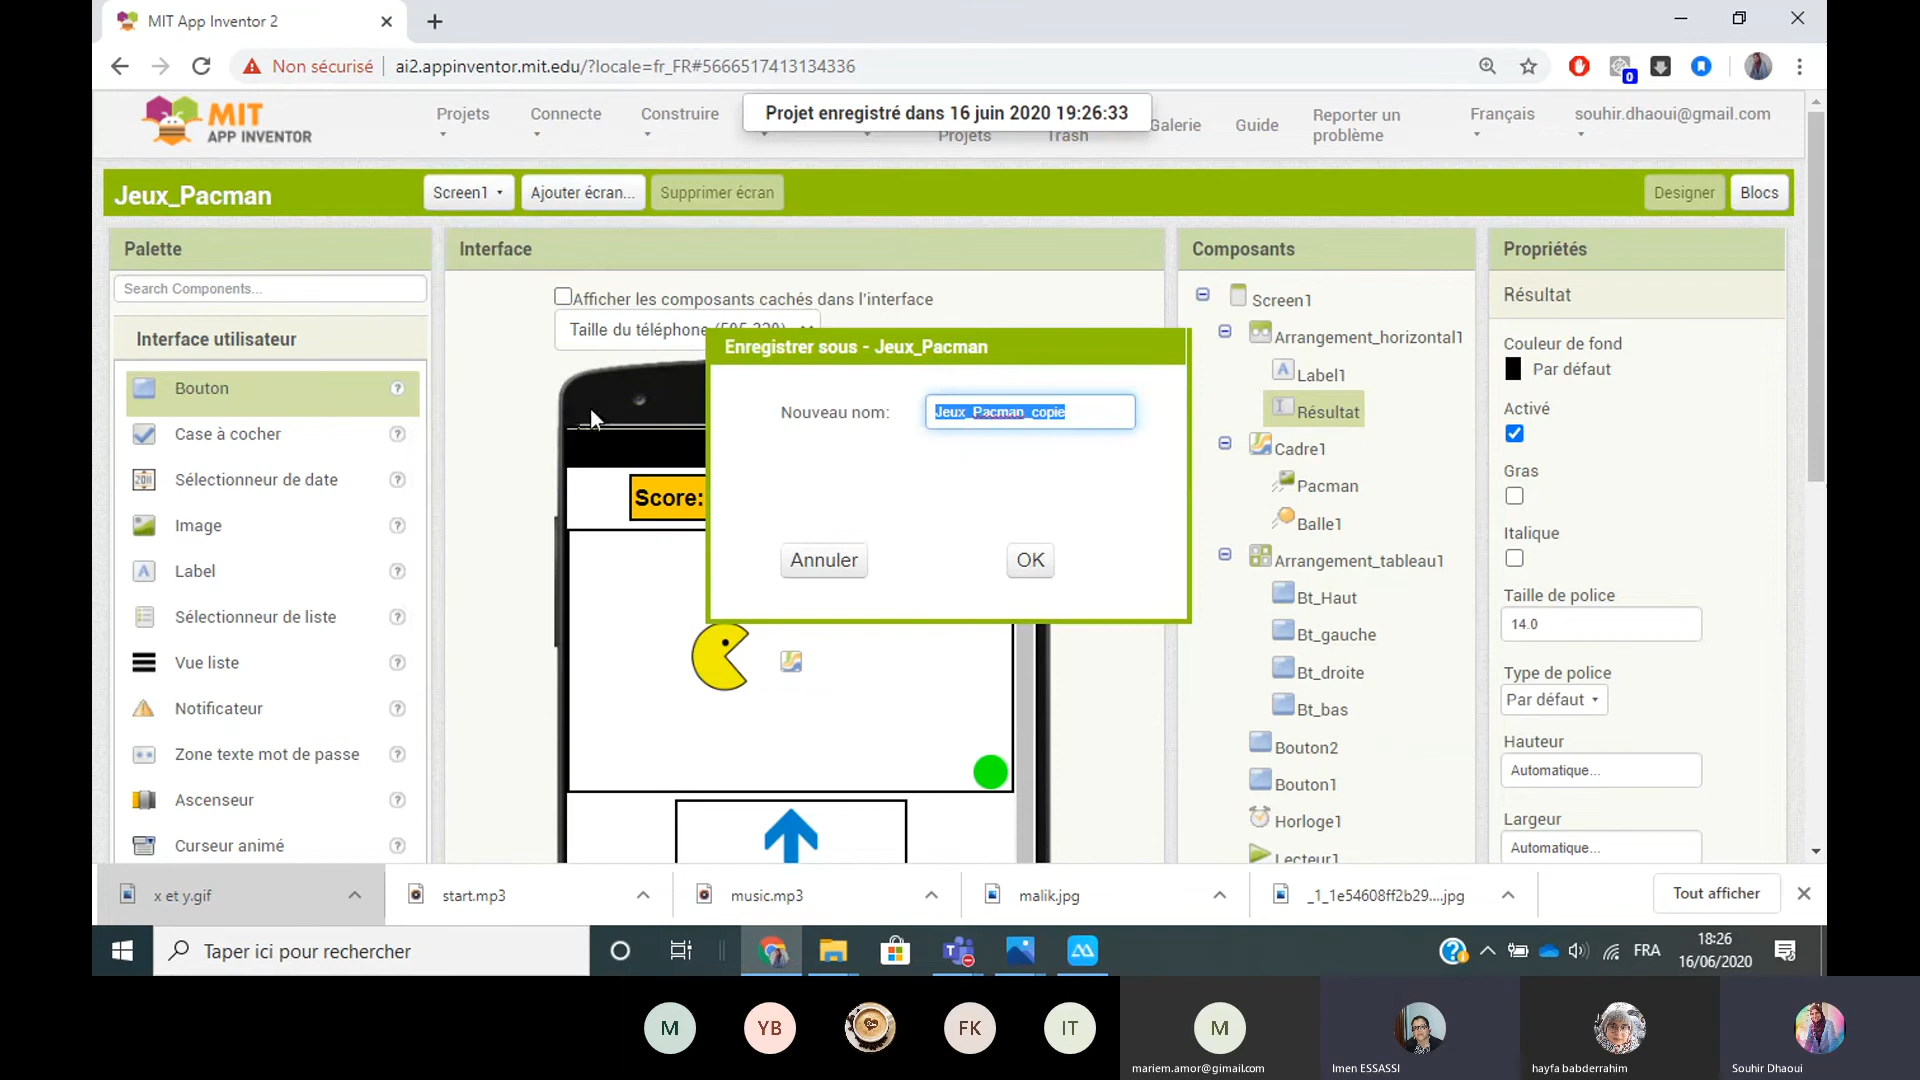 MIT App Inventor 2
Non sécurisé
ai2.appinventor.mit.edu/?locale=fr_FR#5666517413134336
0
MIT
APP INVENTOR
Projets
Connecte
Construire
Projet enregistré dans 16 juin 2020 19:26:33
Projets
Trash
Galerie
Guide
Reporter un
problème
Français
souhir.dhaoui@gmail.com
Jeux_Pacman
Screen1
Ajouter écran...
Supprimer écran
Designer
Blocs
Palette
Search Components...
Interface utilisateur
Bouton
Case à cocher
Sélectionneur de date
Image
Label
Sélectionneur de liste
Vue liste
Notificateur
Zone texte mot de passe
Ascenseur
Curseur animé
Interface
Afficher les composants cachés dans l'interface
Taille du téléphone (505,320)
Score:
Enregistrer sous - Jeux_Pacman
Nouveau nom:
Jeux_Pacman_copie
Annuler
OK
Composants
Screen1
Arrangement_horizontal1
Label1
Résultat
Cadre1
Pacman
Balle1
Arrangement_tableau1
Bt_Haut
Bt_gauche
Bt_droite
Bt_bas
Bouton2
Bouton1
Horloge1
Lecteur1
Propriétés
Résultat
Couleur de fond
Par défaut
Activé
Gras
Italique
Taille de police
14.0
Type de police
Par défaut
Hauteur
Automatique...
Largeur
Automatique...
x et y.gif
start.mp3
music.mp3
malik.jpg
_1_1e54608ff2b29....jpg
Tout afficher
Taper ici pour rechercher
FRA
18:26
16/06/2020
M
YB
FK
IT
M
mariem.amor@gimail.com
Imen ESSASSI
hayfa babderrahim
Souhir Dhaoui